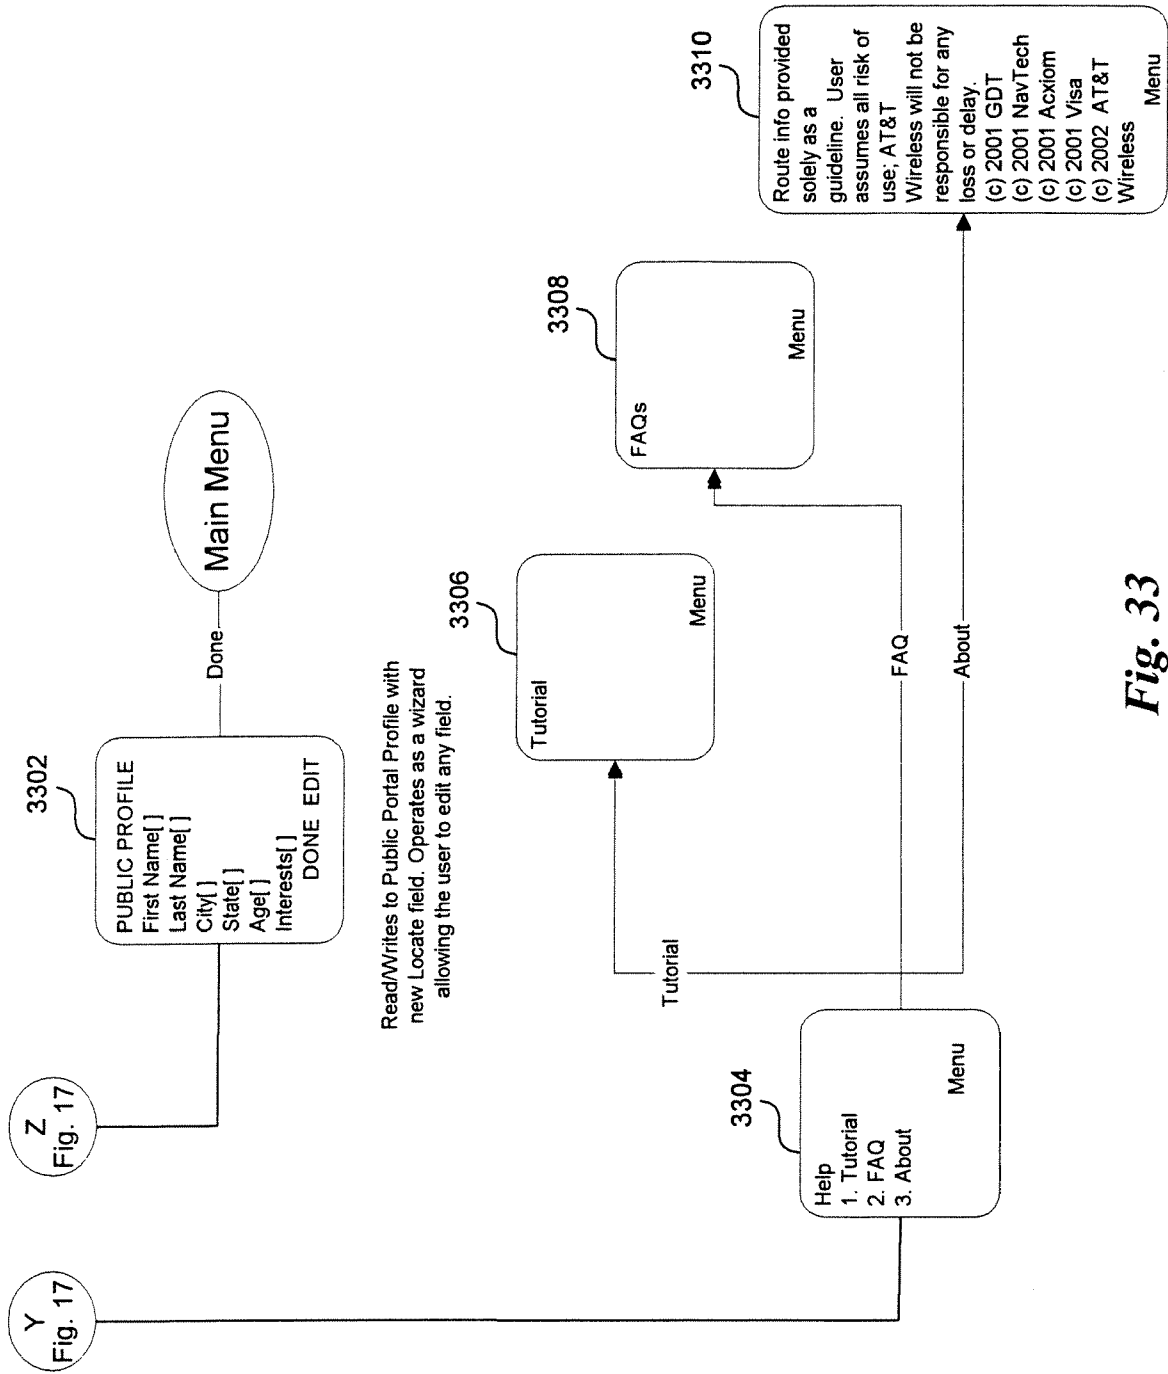 Z
Fig. 17
3302
PUBLIC PROFILE
First Name[ ]
Last Name[ ]
City[ ]
State[ ]
Age[ ]
Interests[ ]
DONE EDIT
Done
Main Menu
Read/Writes to Public Portal Profile with
new Locate field. Operates as a wizard
allowing the user to edit any field.
Y
Fig. 17
3304
Help
1. Tutorial
2. FAQ
3. About
Menu
Tutorial
FAQ
About
3306
Tutorial
Menu
3308
FAQs
Menu
3310
Route info provided
solely as a
guideline. User
assumes all risk of
use; AT&T
Wireless will not be
responsible for any
loss or delay.
(c) 2001 GDT
(c) 2001 NavTech
(c) 2001 Acxiom
(c) 2001 Visa
(c) 2002 AT&T
Wireless
Menu
Fig. 33